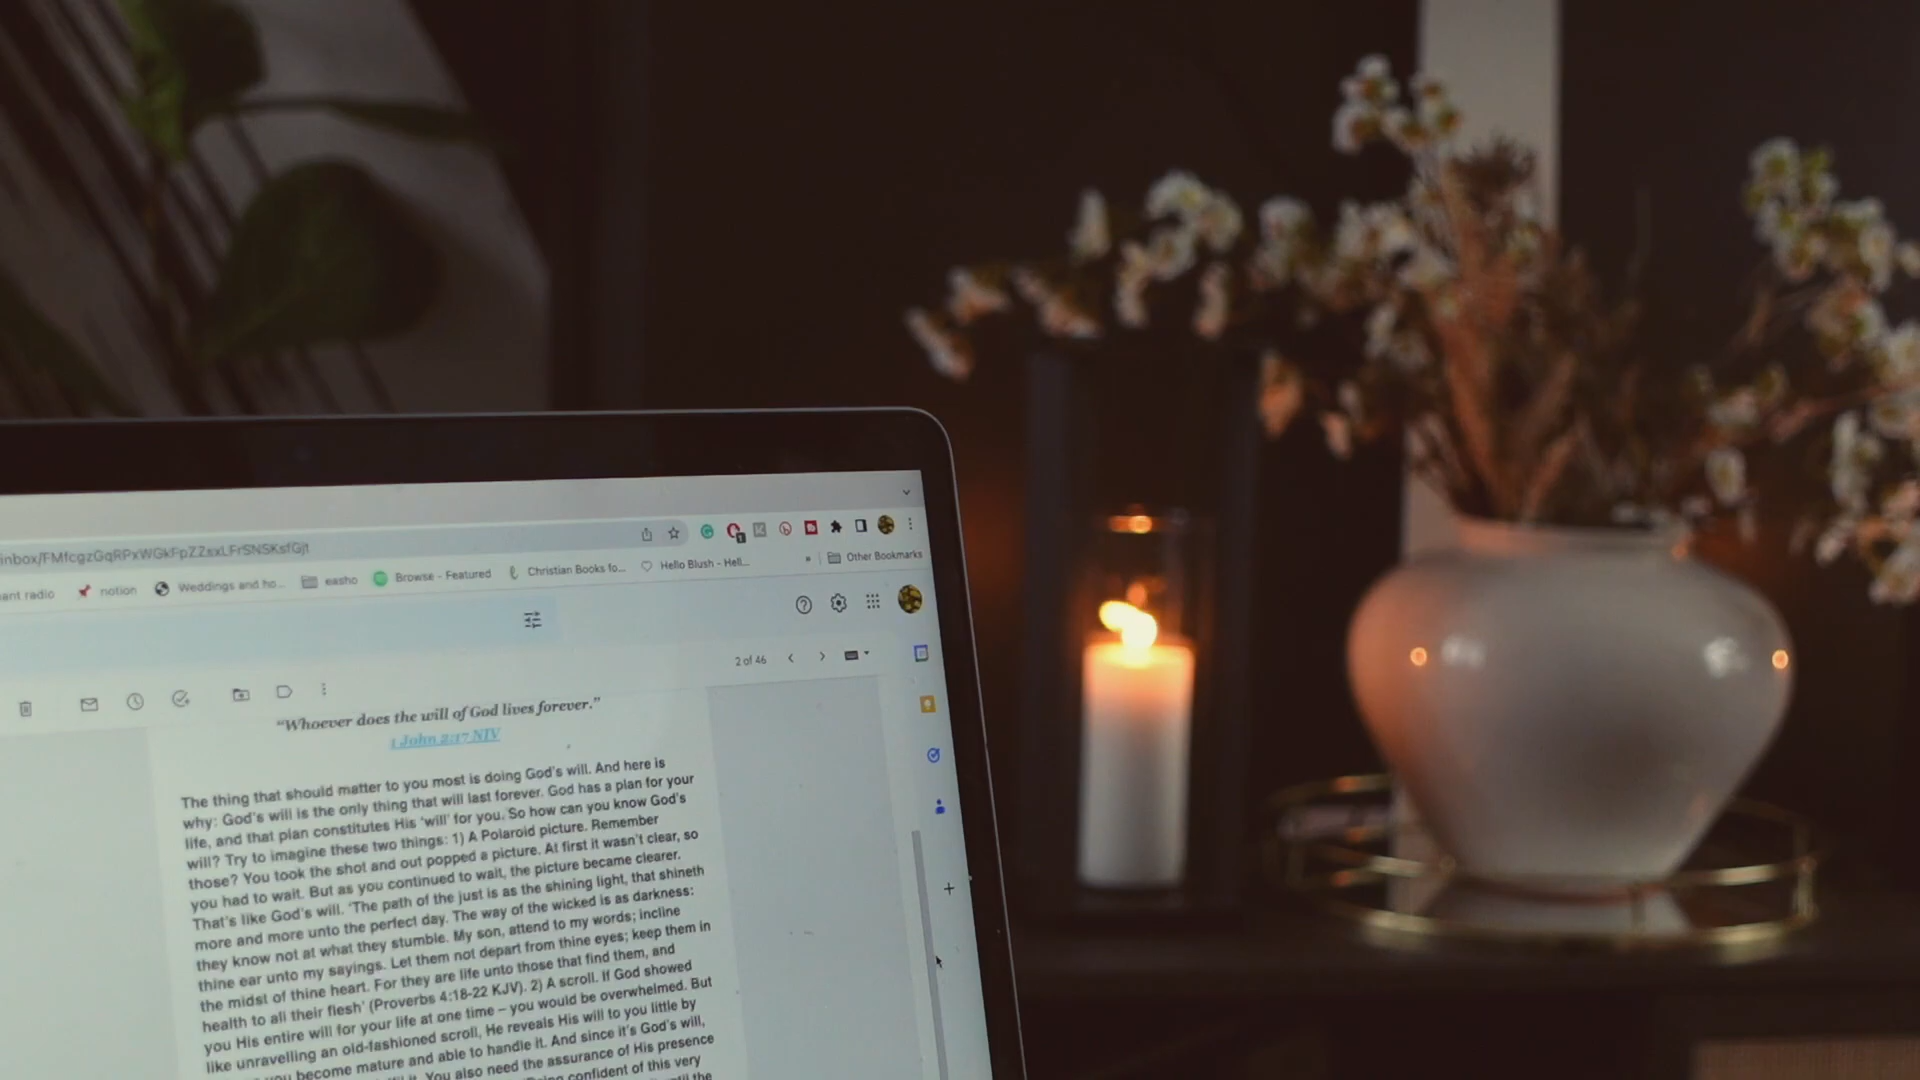 inbox/FMfcgzGqRPxWGkFpZZsxLFrSNSKsfGjt
ant radio notion Weddings and ho... easho Browse - Featured Christian Books fo... Hello Blush - Hell... Other Bookmarks
2 of 46
“Whoever does the will of God lives forever.”
1 John 2:17 NIV
The thing that should matter to you most is doing God's will. And here is
why: God's will is the only thing that will last forever. God has a plan for your
life, and that plan constitutes His 'will' for you. So how can you know God's
will? Try to imagine these two things: 1) A Polaroid picture. Remember
those? You took the shot and out popped a picture. At first it wasn't clear, so
you had to wait. But as you continued to wait, the picture became clearer.
That's like God's will. 'The path of the just is as the shining light, that shineth
more and more unto the perfect day. The way of the wicked is as darkness:
they know not at what they stumble. My son, attend to my words; incline
thine ear unto my sayings. Let them not depart from thine eyes; keep them in
the midst of thine heart. For they are life unto those that find them, and
health to all their flesh' (Proverbs 4:18-22 KJV). 2) A scroll. If God showed
you His entire will for your life at one time – you would be overwhelmed. But
like unravelling an old-fashioned scroll, He reveals His will to you little by
you become mature and able to handle it. And since it's God's will,
You also need the assurance of His presence
confident of this very
the